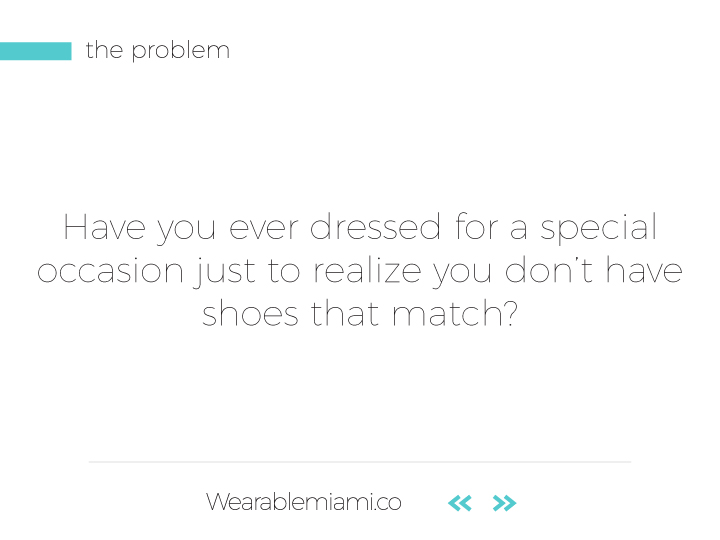 the problem
Have you ever dressed for a special
occasion just to realize you don't have
shoes that match?
Wearablemiami.co